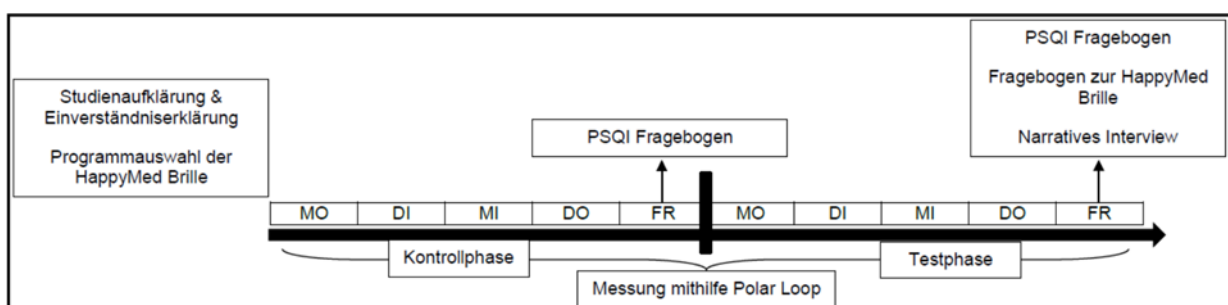 Studienaufklärung &
Einverständniserklärung
Programmauswahl der
HappyMed Brille
PSQI Fragebogen
PSQI Fragebogen
Fragebogen zur HappyMed
Brille
Narratives Interview
MO DI MI DO FR MO DI MI DO FR
Kontrollphase
Testphase
Messung mithilfe Polar Loop